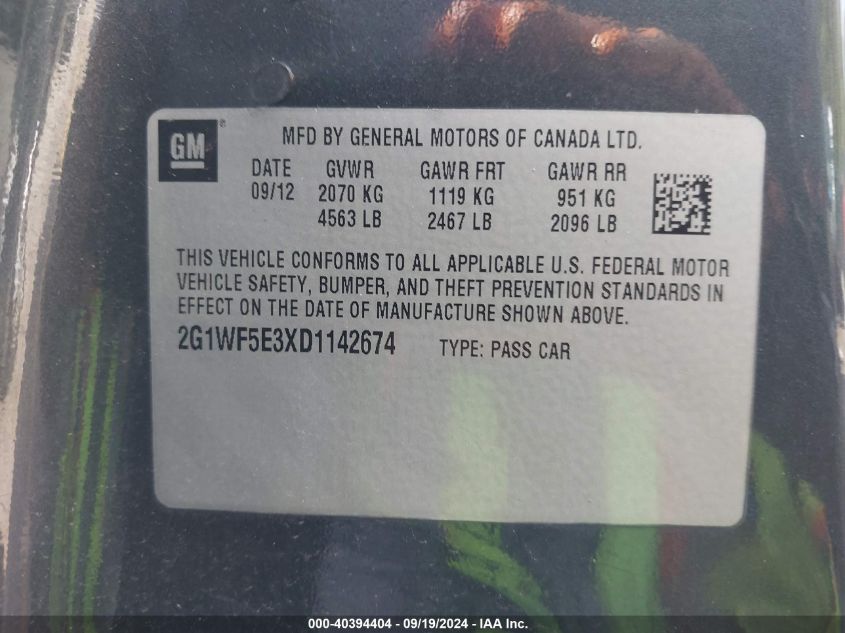 GM ®
MFD BY GENERAL MOTORS OF CANADA LTD.
DATE GVWR GAWR FRT GAWR RR
09/12 2070 KG 1119 KG 951 KG
4563 LB 2467 LB 2096 LB
THIS VEHICLE CONFORMS TO ALL APPLICABLE U.S. FEDERAL MOTOR
VEHICLE SAFETY, BUMPER, AND THEFT PREVENTION STANDARDS IN
EFFECT ON THE DATE OF MANUFACTURE SHOWN ABOVE.
2G1WF5E3XD1142674 TYPE: PASS CAR
000-40394404 - 09/19/2024 - IAA Inc.